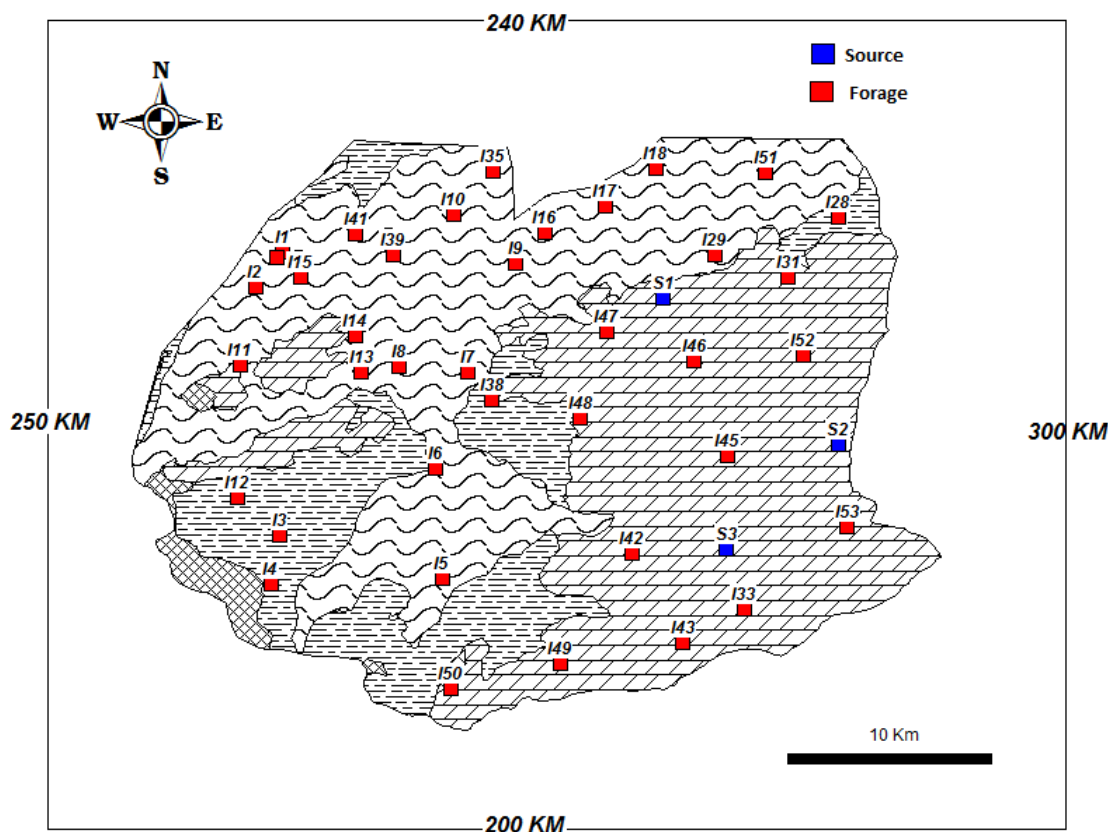 240 KM
Source
Forage
N
W
E
S
I35
I18
I51
I10
I17
I28
I41
I16
I1
I39
I9
I29
I15
I31
I2
S1
I14
I47
I46
I52
I11
I13
I8
I7
I38
I48
250 KM
300 KM
I45
S2
I6
I12
I3
I53
I42
S3
I4
I5
I33
I43
I49
I50
10 Km
200 KM